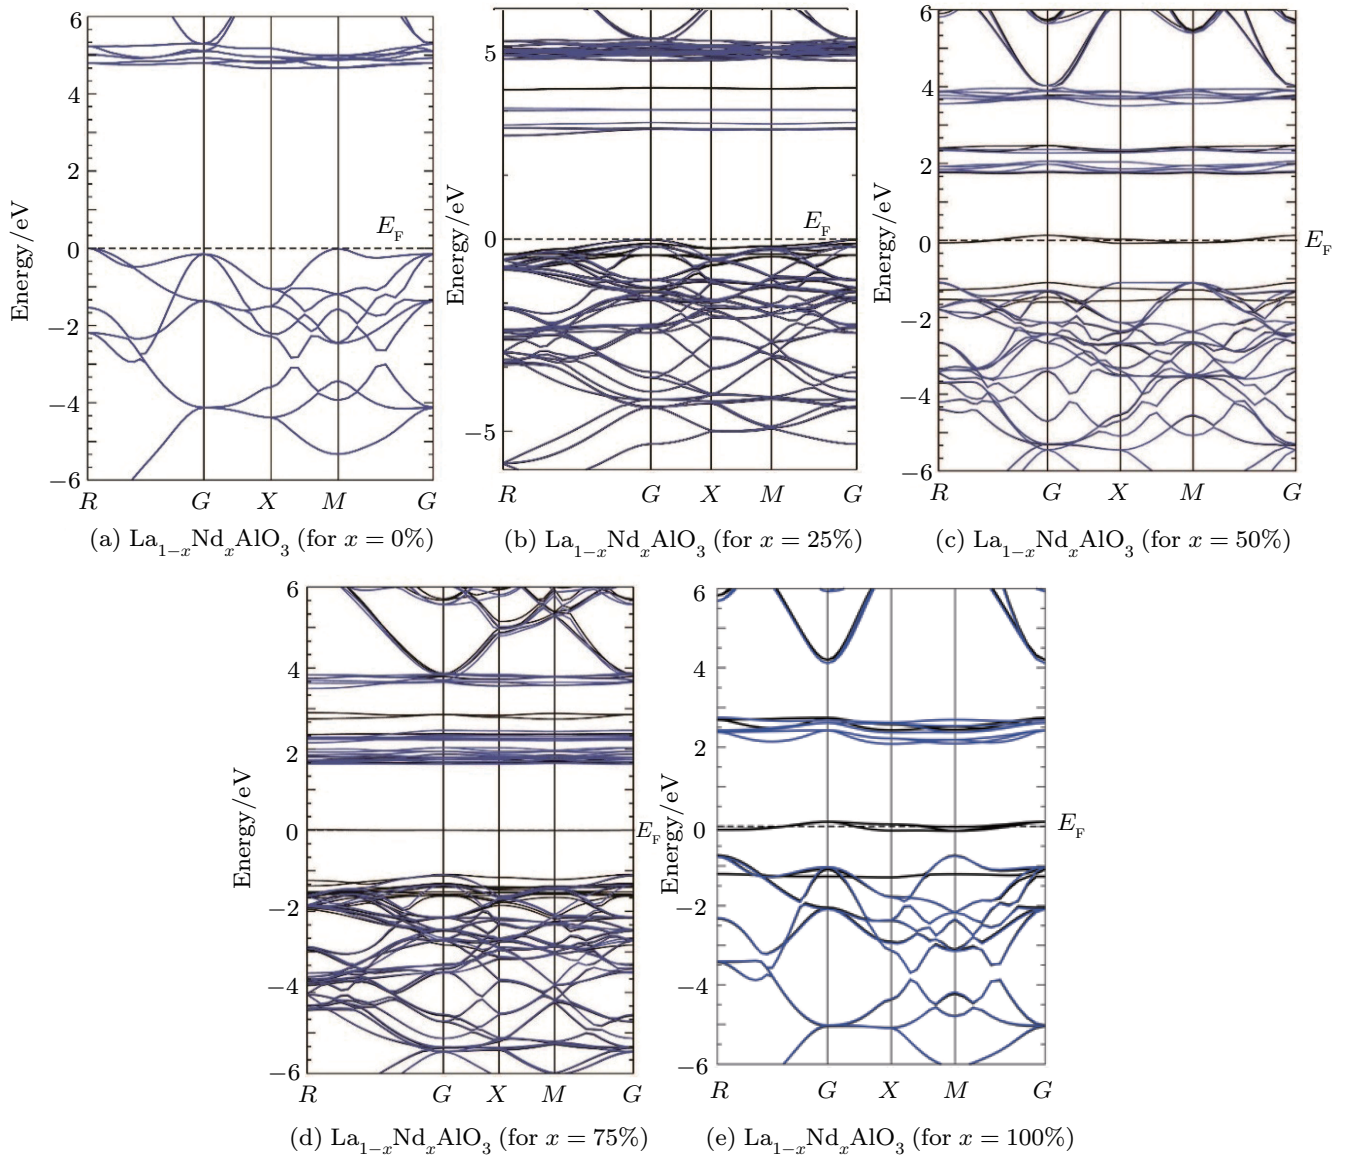 6
4
2
0
−2
−4
−6
Energy/eV
E_F
R G X M G
(a) La_{1−x}Nd_xAlO_3 (for x = 0%)
5
0
−5
Energy/eV
E_F
R G X M G
(b) La_{1−x}Nd_xAlO_3 (for x = 25%)
6
4
2
0
−2
−4
−6
Energy/eV
E_F
R G X M G
(c) La_{1−x}Nd_xAlO_3 (for x = 50%)
6
4
2
0
−2
−4
−6
Energy/eV
E_F
R G X M G
(d) La_{1−x}Nd_xAlO_3 (for x = 75%)
6
4
2
0
−2
−4
−6
Energy/eV
E_F
R G X M G
(e) La_{1−x}Nd_xAlO_3 (for x = 100%)